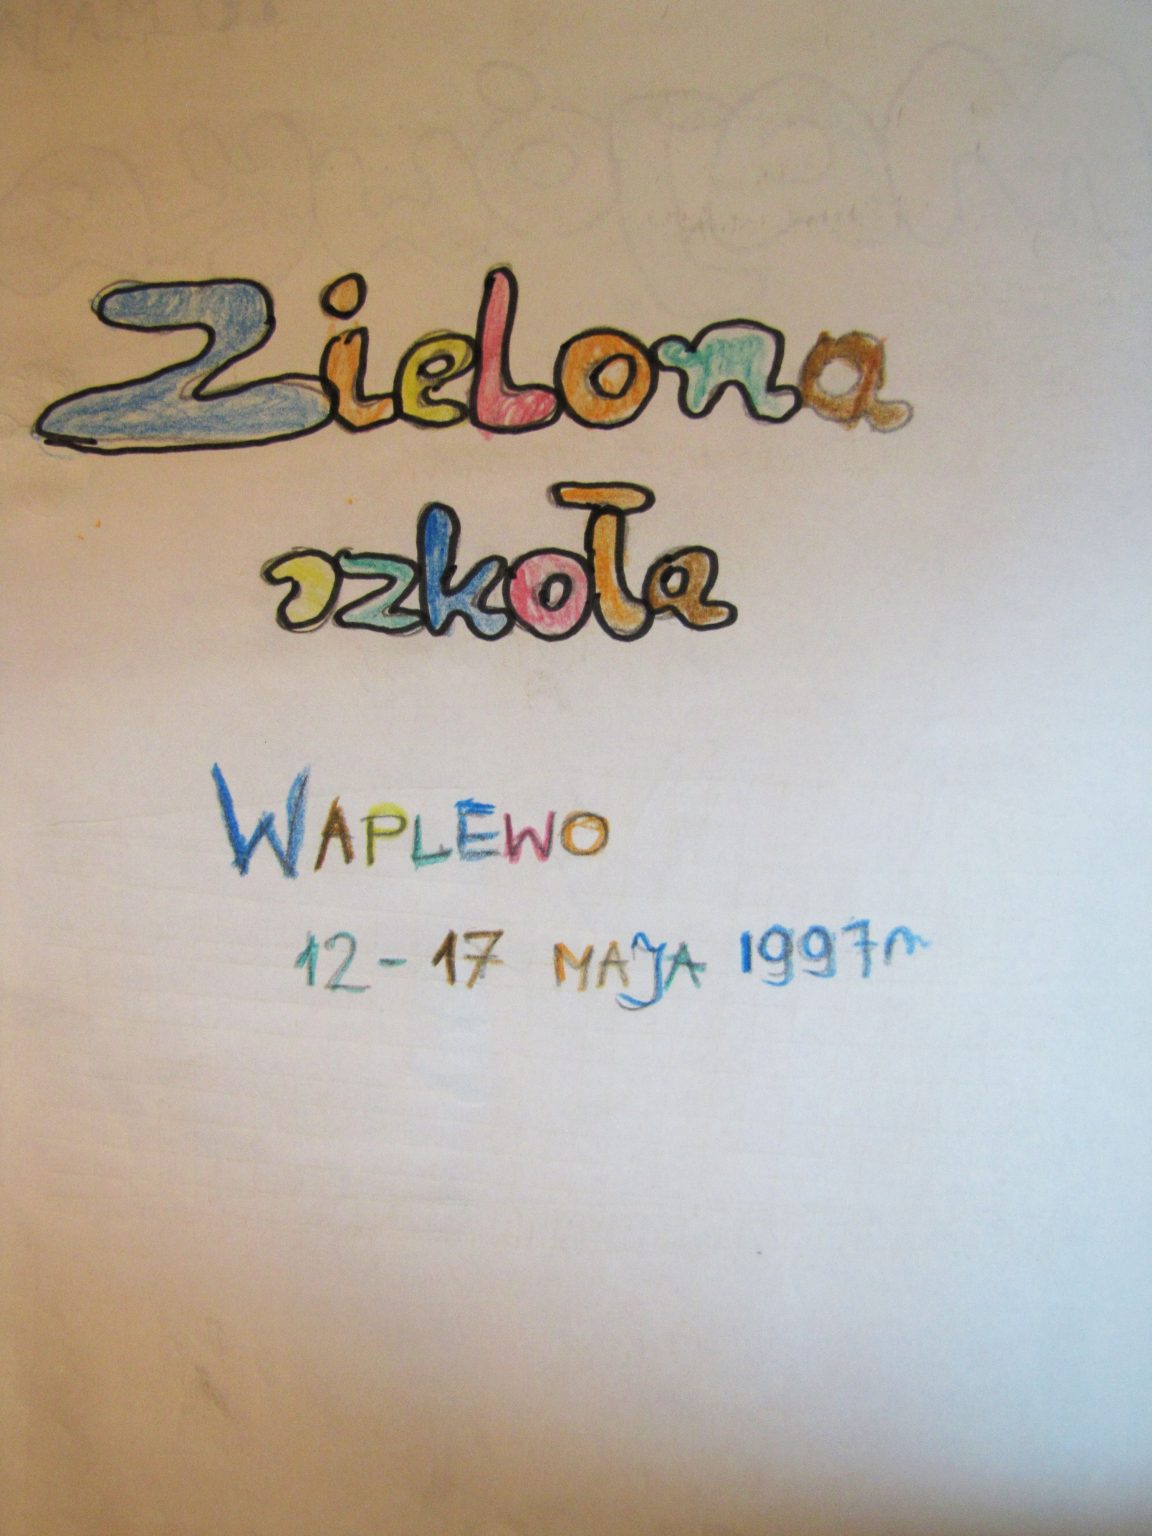 Zielona
szkoła
WAPLEWO
12-17 MAJA 1997r